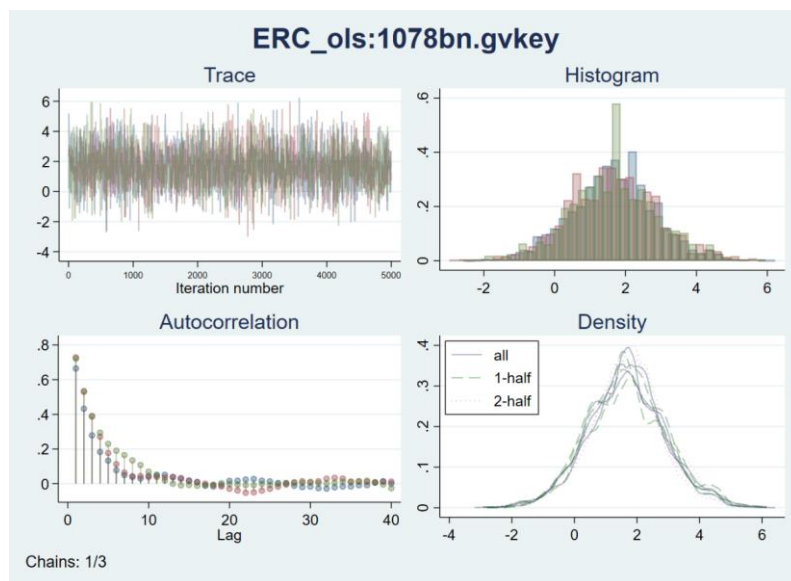 ERC_ols:1078bn.gvkey
Trace
6
4
2
0
-2
-4
0 1000 2000 3000 4000 5000
Iteration number
Histogram
.6
.4
.2
0
-2 0 2 4 6
Autocorrelation
.8
.6
.4
.2
0
0 10 20 30 40
Lag
Density
.4
.3
.2
.1
0
all
1-half
2-half
-4 -2 0 2 4 6
Chains: 1/3